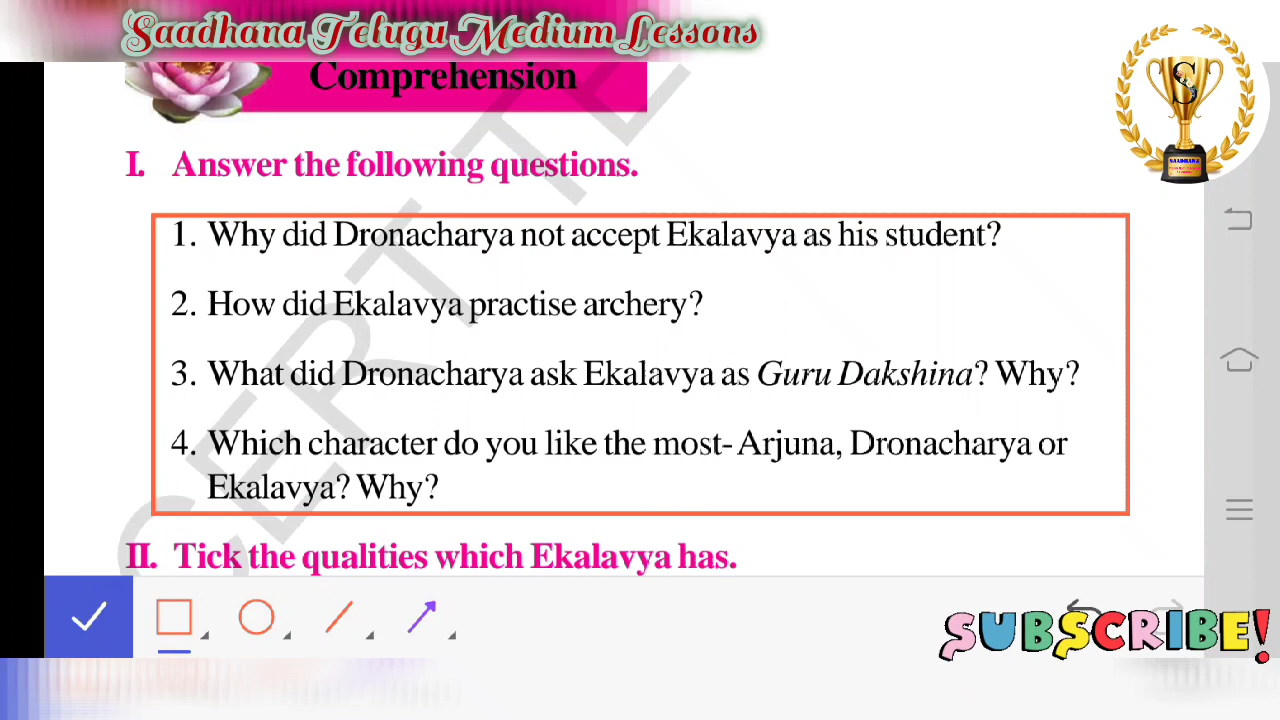 Saadhana Telugu Medium Lessons
Comprehension
S
SAADHANA
I. Answer the following questions.
1. Why did Dronacharya not accept Ekalavya as his student?
2. How did Ekalavya practise archery?
3. What did Dronacharya ask Ekalavya as Guru Dakshina? Why?
4. Which character do you like the most- Arjuna, Dronacharya or
Ekalavya? Why?
II. Tick the qualities which Ekalavya has.
SUBSCRIBE!